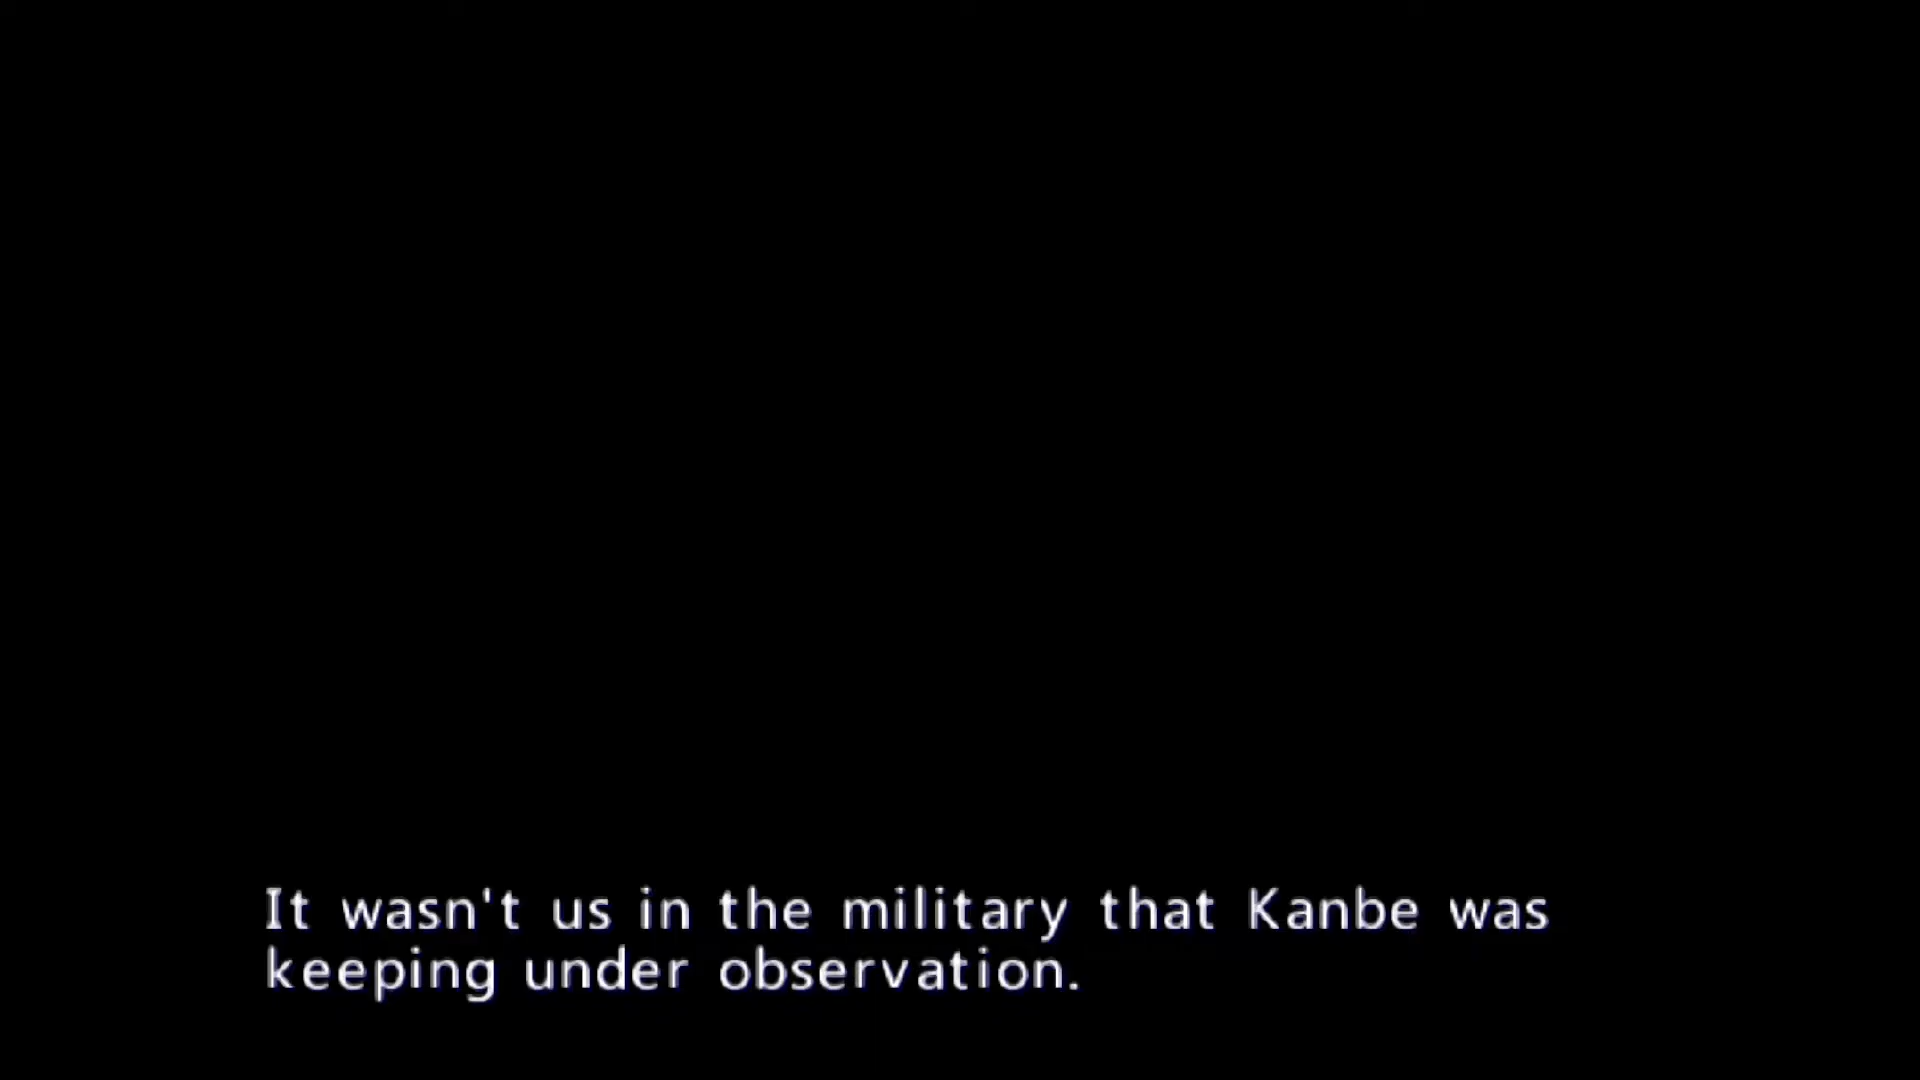 It wasn't us in the military that Kanbe was
keeping under observation.